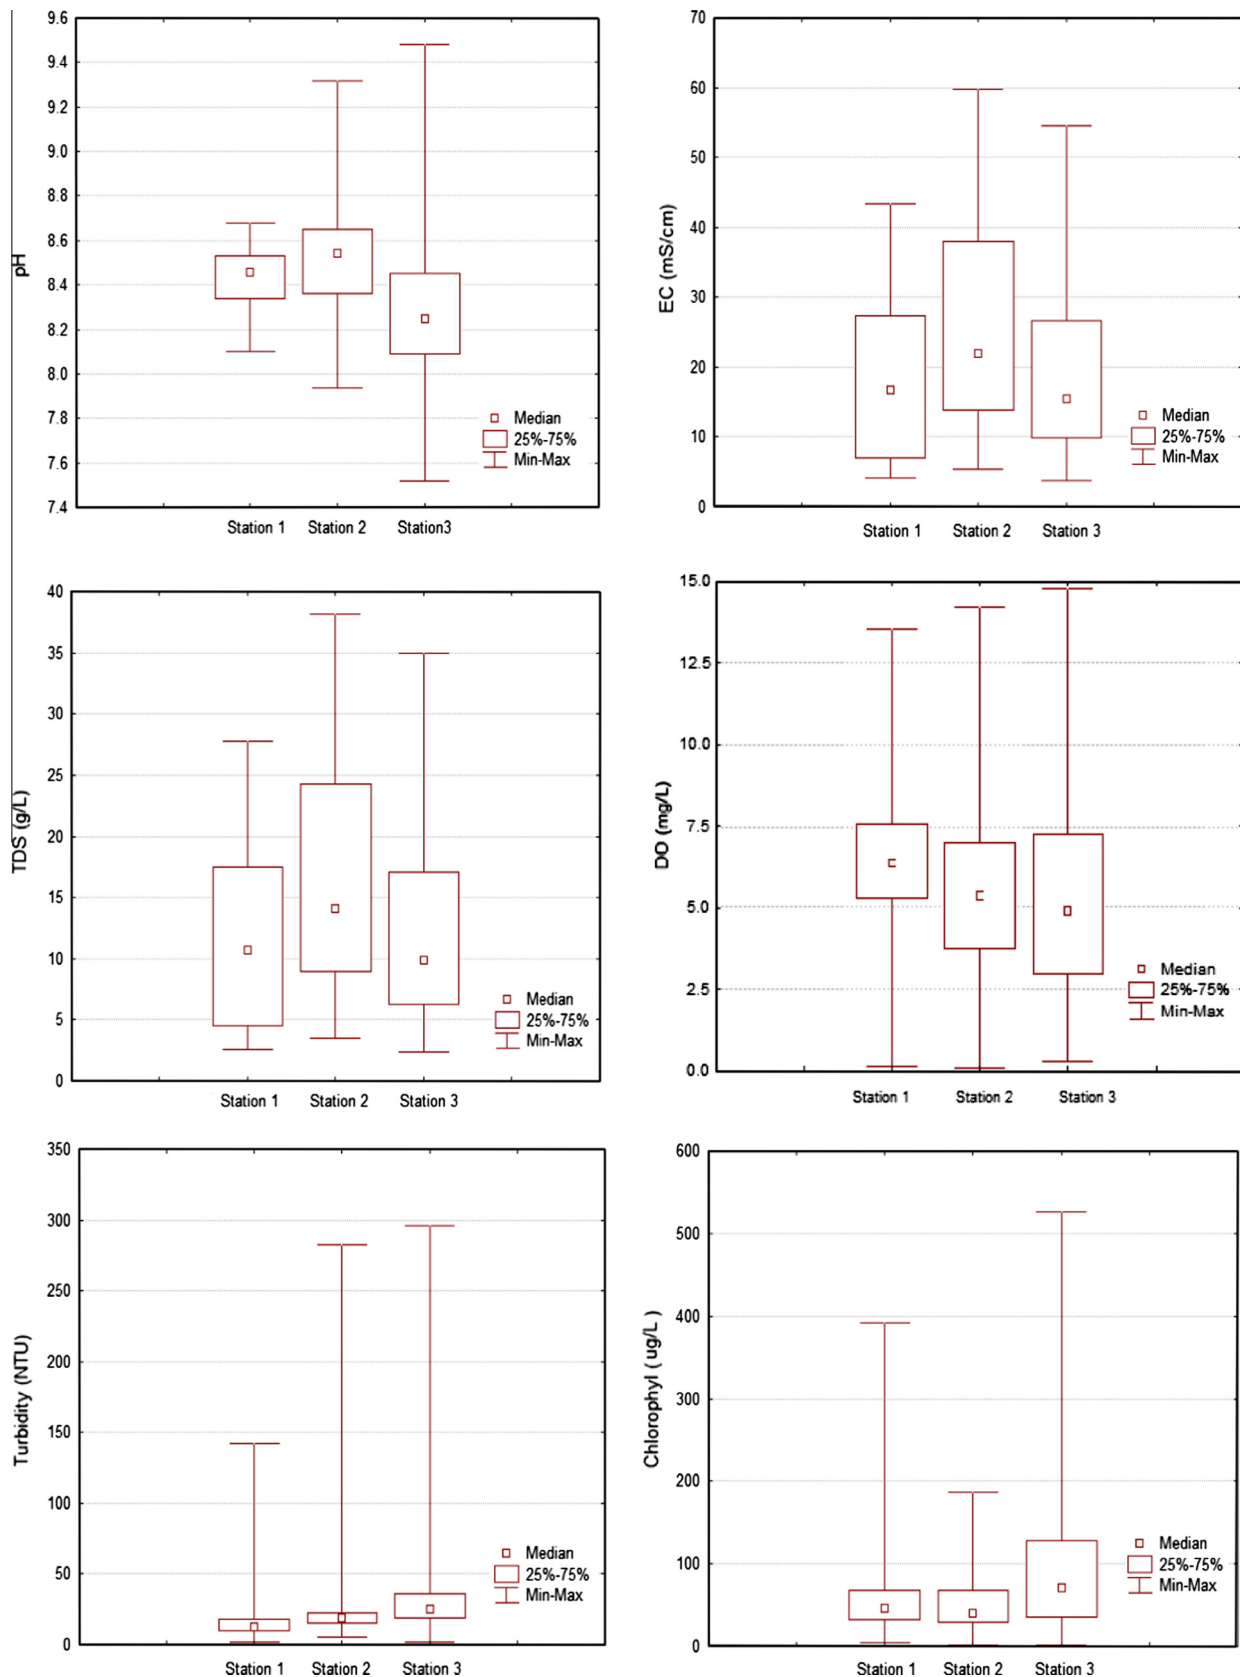 9.6
9.4
9.2
9.0
8.8
8.6
8.4
8.2
8.0
7.8
7.6
7.4
pH
Median
25%-75%
Min-Max
Station 1 Station 2 Station3
70
60
50
40
30
20
10
0
EC (mS/cm)
Median
25%-75%
Min-Max
Station 1 Station 2 Station 3
40
35
30
25
20
15
10
5
0
TDS (g/L)
Median
25%-75%
Min-Max
Station 1 Station 2 Station 3
15.0
12.5
10.0
7.5
5.0
2.5
0.0
DO (mg/L)
Median
25%-75%
Min-Max
Station 1 Station 2 Station 3
350
300
250
200
150
100
50
0
Turbidity (NTU)
Median
25%-75%
Min-Max
Station 1 Station 2 Station 3
600
500
400
300
200
100
0
Chlorophyl ( ug/L )
Median
25%-75%
Min-Max
Station 1 Station 2 Station 3